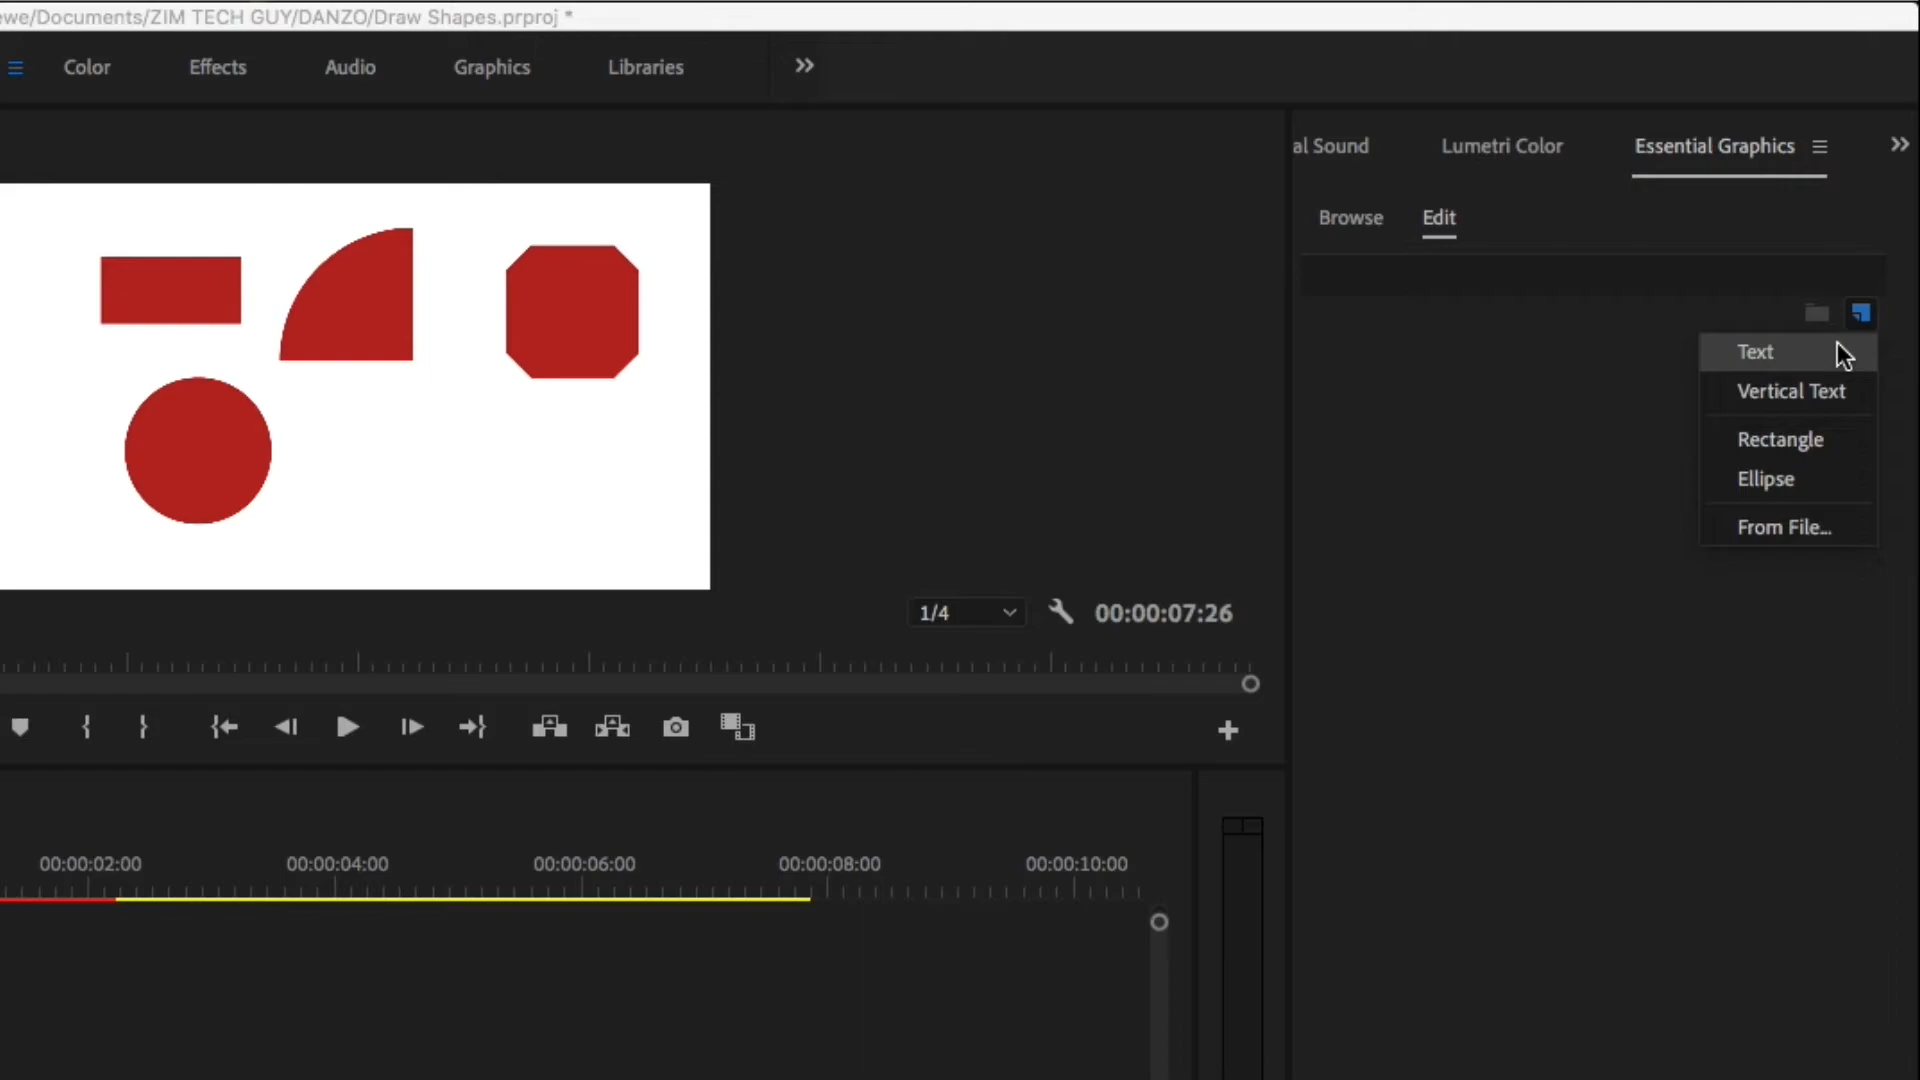 ewe/Documents/ZIM TECH GUY/DANZO/Draw Shapes.prproj *
Color Effects Audio Graphics Libraries
al Sound Lumetri Color Essential Graphics
Browse Edit
Text
Vertical Text
Rectangle
Ellipse
From File...
1/4 00:00:07:26
00:00:02:00 00:00:04:00 00:00:06:00 00:00:08:00 00:00:10:00